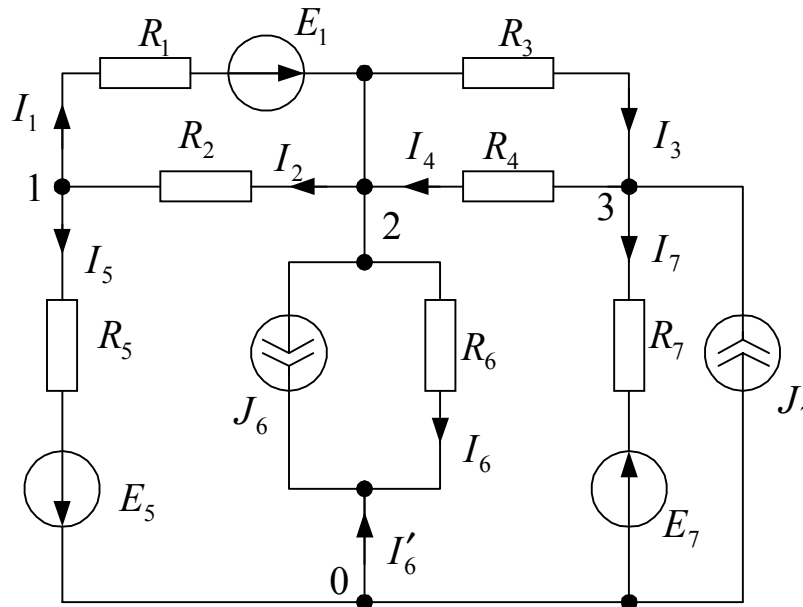 R₁
E₁
R₃
I₁
R₂
I₂
I₄
R₄
I₃
1
2
3
I₅
I₇
R₅
R₆
R₇
J₆
I₆
E₅
I₆′
E₇
0